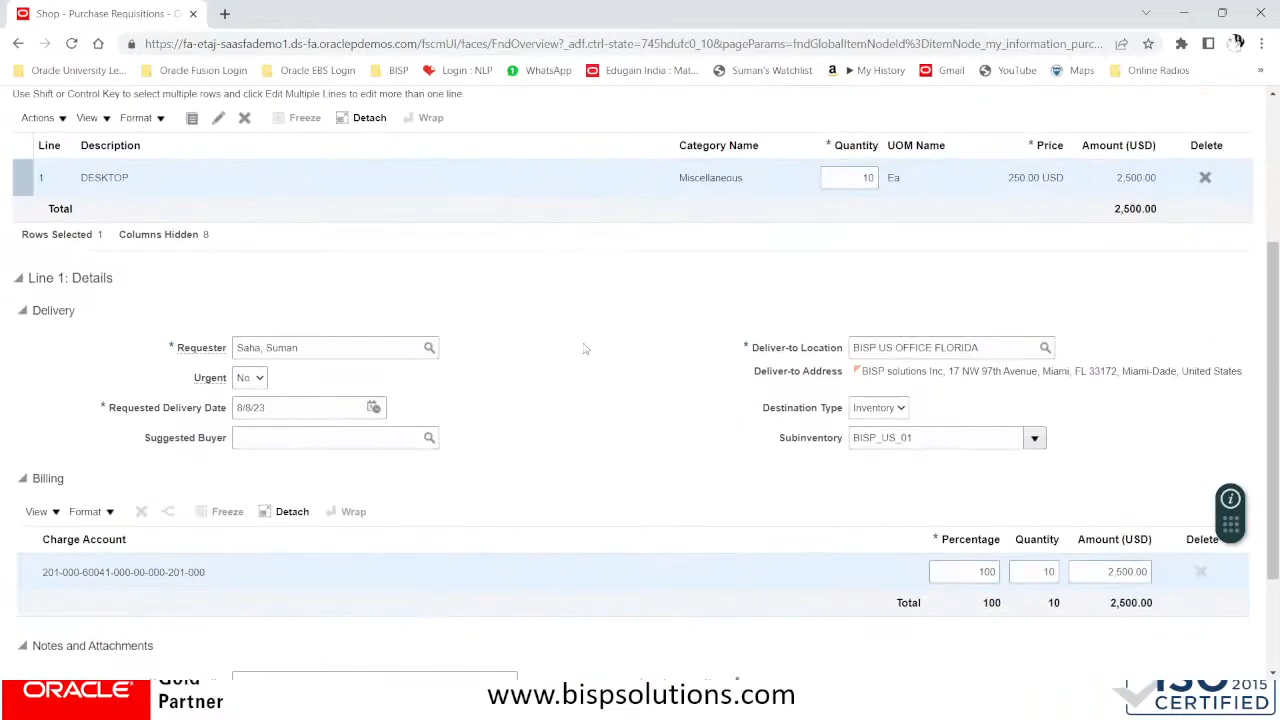 Shop - Purchase Requisitions - C
https://fa-etaj-saasfademo1.ds-fa.oraclepdemos.com/fscmUI/faces/FndOverview?_adf.ctrl-state=745hdufc0_10&pageParams=fndGlobalItemNodeId%3DitemNode_my_information_purc...
Oracle University Le... Oracle Fusion Login Oracle EBS Login BISP Login : NLP WhatsApp Edugain India : Mat... Suman's Watchlist My History Gmail YouTube Maps Online Radios »
Use Shift or Control Key to select multiple rows and click Edit Multiple Lines to edit more than one line
Actions View Format Freeze Detach Wrap
Line Description Category Name * Quantity UOM Name * Price Amount (USD) Delete
1 DESKTOP Miscellaneous 10 Ea 250.00 USD 2,500.00
Total 2,500.00
Rows Selected 1 Columns Hidden 8
Line 1: Details
Delivery
* Requester Saha, Suman * Deliver-to Location BISP US OFFICE FLORIDA
Urgent No Deliver-to Address BISP solutions Inc, 17 NW 97th Avenue, Miami, FL 33172, Miami-Dade, United States.
* Requested Delivery Date 8/8/23 Destination Type Inventory
Suggested Buyer Subinventory BISP_US_01
Billing
View Format Freeze Detach Wrap
Charge Account * Percentage Quantity Amount (USD) Delete
201-000-60041-000-00-000-201-000 100 10 2,500.00
Total 100 10 2,500.00
Notes and Attachments
ORACLE Gold Partner
www.bispsolutions.com
ISO 2015
CERTIFIED